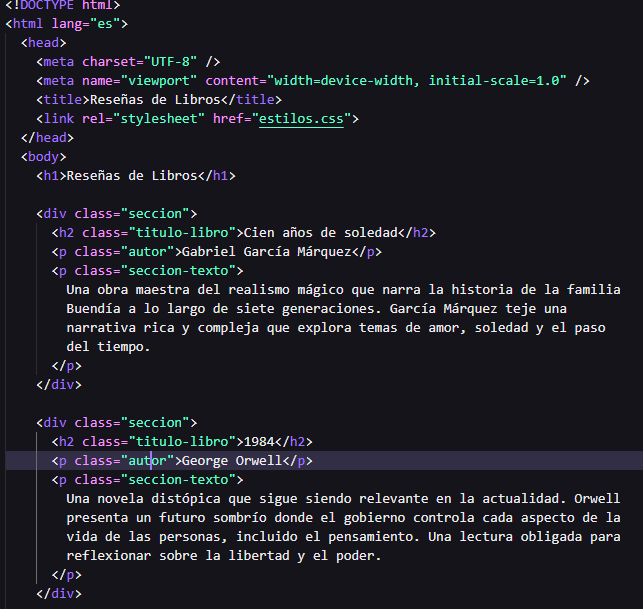 <!DOCTYPE html>
<html lang="es">
<head>
<meta charset="UTF-8" />
<meta name="viewport" content="width=device-width, initial-scale=1.0" />
<title>Reseñas de Libros</title>
<link rel="stylesheet" href="estilos.css">
</head>
<body>
<h1>Reseñas de Libros</h1>
<div class="seccion">
<h2 class="titulo-libro">Cien años de soledad</h2>
<p class="autor">Gabriel García Márquez</p>
<p class="seccion-texto">
Una obra maestra del realismo mágico que narra la historia de la familia
Buendía a lo largo de siete generaciones. García Márquez teje una
narrativa rica y compleja que explora temas de amor, soledad y el paso
del tiempo.
</p>
</div>
<div class="seccion">
<h2 class="titulo-libro">1984</h2>
<p class="autor">George Orwell</p>
<p class="seccion-texto">
Una novela distópica que sigue siendo relevante en la actualidad. Orwell
presenta un futuro sombrío donde el gobierno controla cada aspecto de la
vida de las personas, incluido el pensamiento. Una lectura obligada para
reflexionar sobre la libertad y el poder.
</p>
</div>